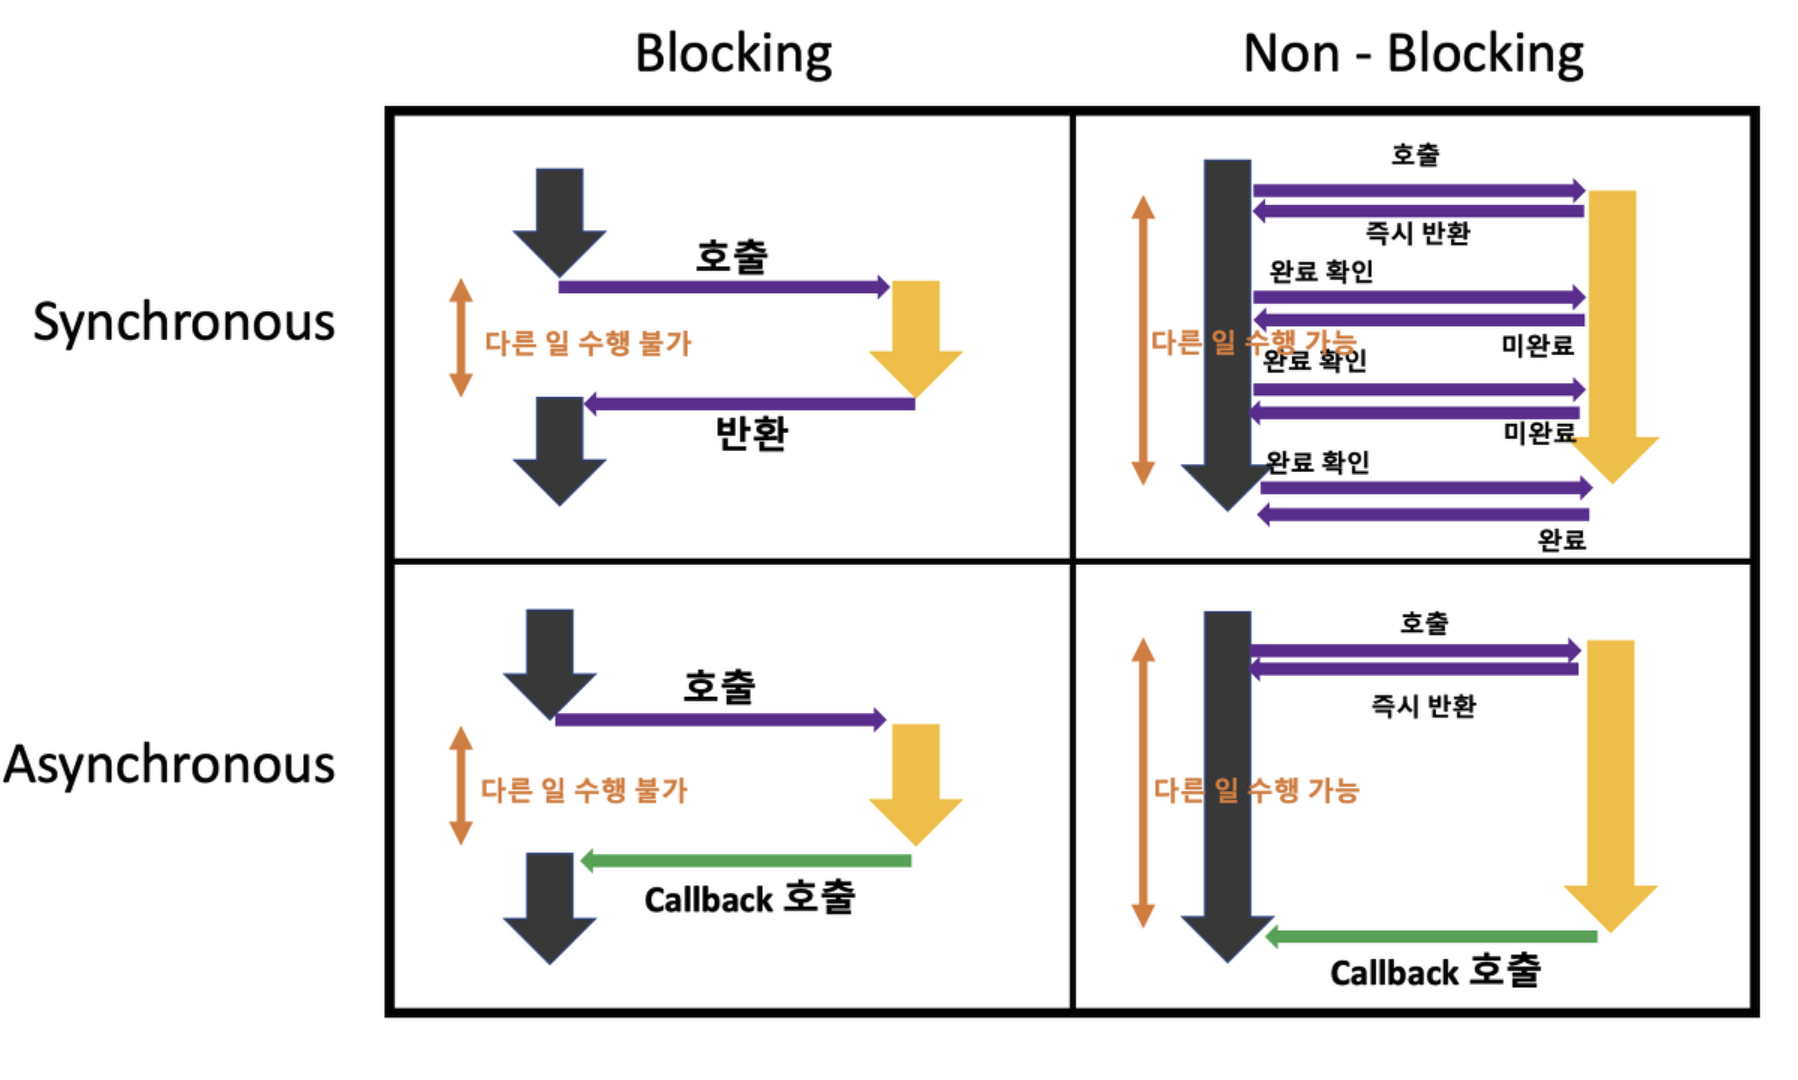 Blocking
Non - Blocking
Synchronous
호출
다른 일 수행 불가
반환
호출
즉시 반환
완료 확인
다른 일 수행 가능
미완료
완료 확인
미완료
완료 확인
완료
Asynchronous
호출
다른 일 수행 불가
Callback 호출
호출
즉시 반환
다른 일 수행 가능
Callback 호출